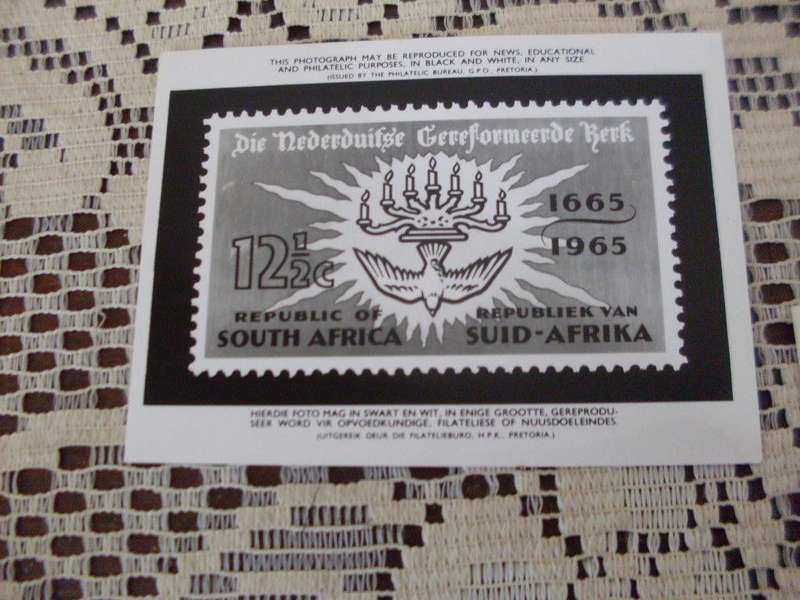 THIS PHOTOGRAPH MAY BE REPRODUCED FOR NEWS, EDUCATIONAL
AND PHILATELIC PURPOSES, IN BLACK AND WHITE, IN ANY SIZE
(ISSUED BY THE PHILATELIC BUREAU, G.P.O., PRETORIA)
Die Nederduitse Gereformeerde Kerk
1665
1965
12½c
REPUBLIC OF
SOUTH AFRICA
REPUBLIEK VAN
SUID-AFRIKA
HIERDIE FOTO MAG IN SWART EN WIT, IN ENIGE GROOTTE, GEREPRODU-
SEER WORD VIR OPVOEDKUNDIGE, FILATELIESE OF NUUSDOELEINDES.
(UITGEREIK DEUR DIE FILATELIEBURO, H.P.K., PRETORIA)